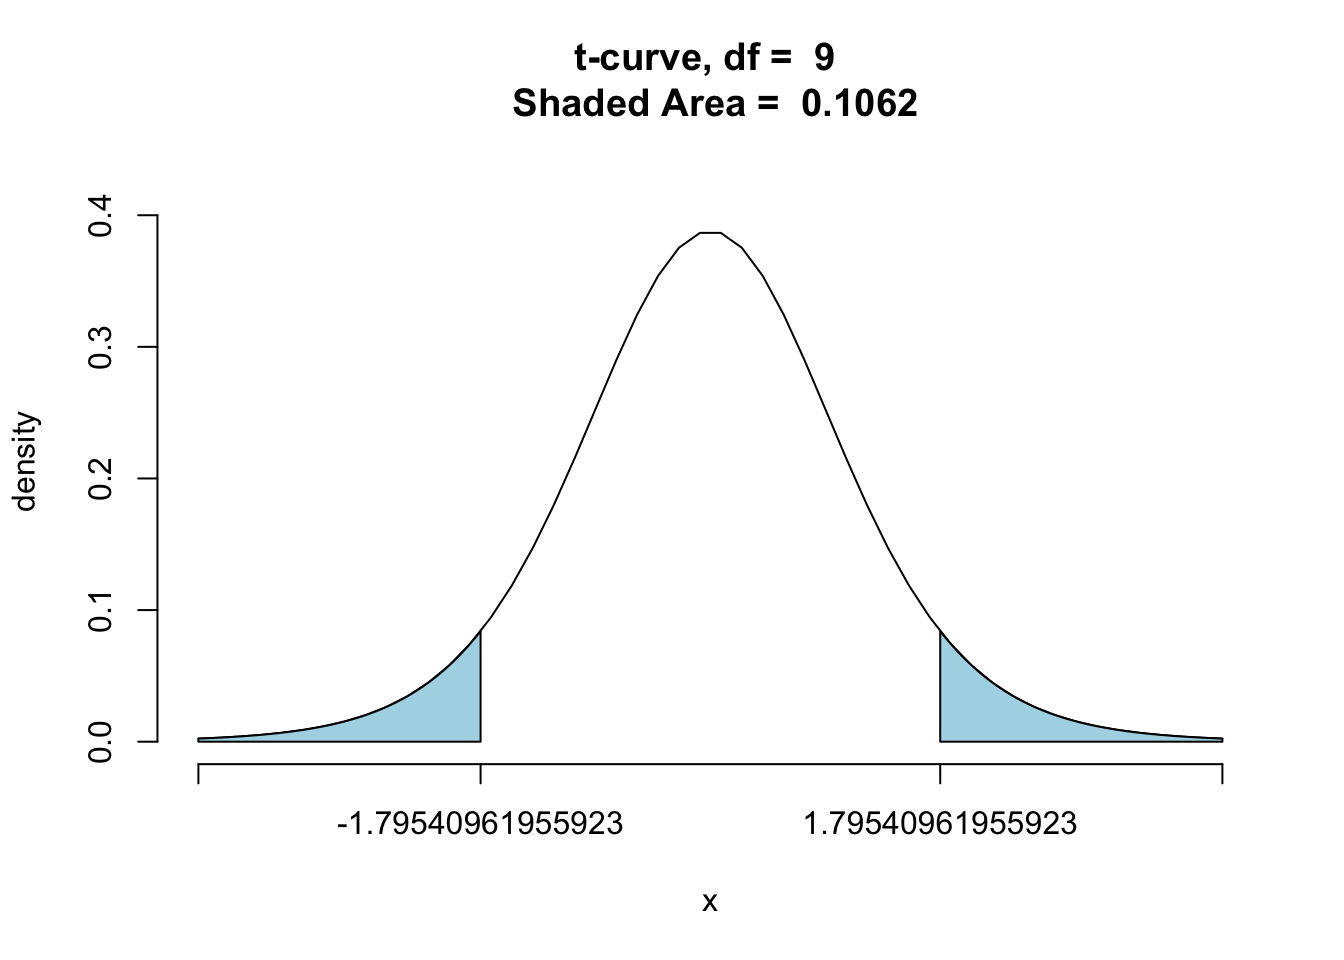 t-curve, df =  9
Shaded Area =  0.1062
0.4
0.3
0.2
0.1
0.0
density
-1.79540961955923
1.79540961955923
x